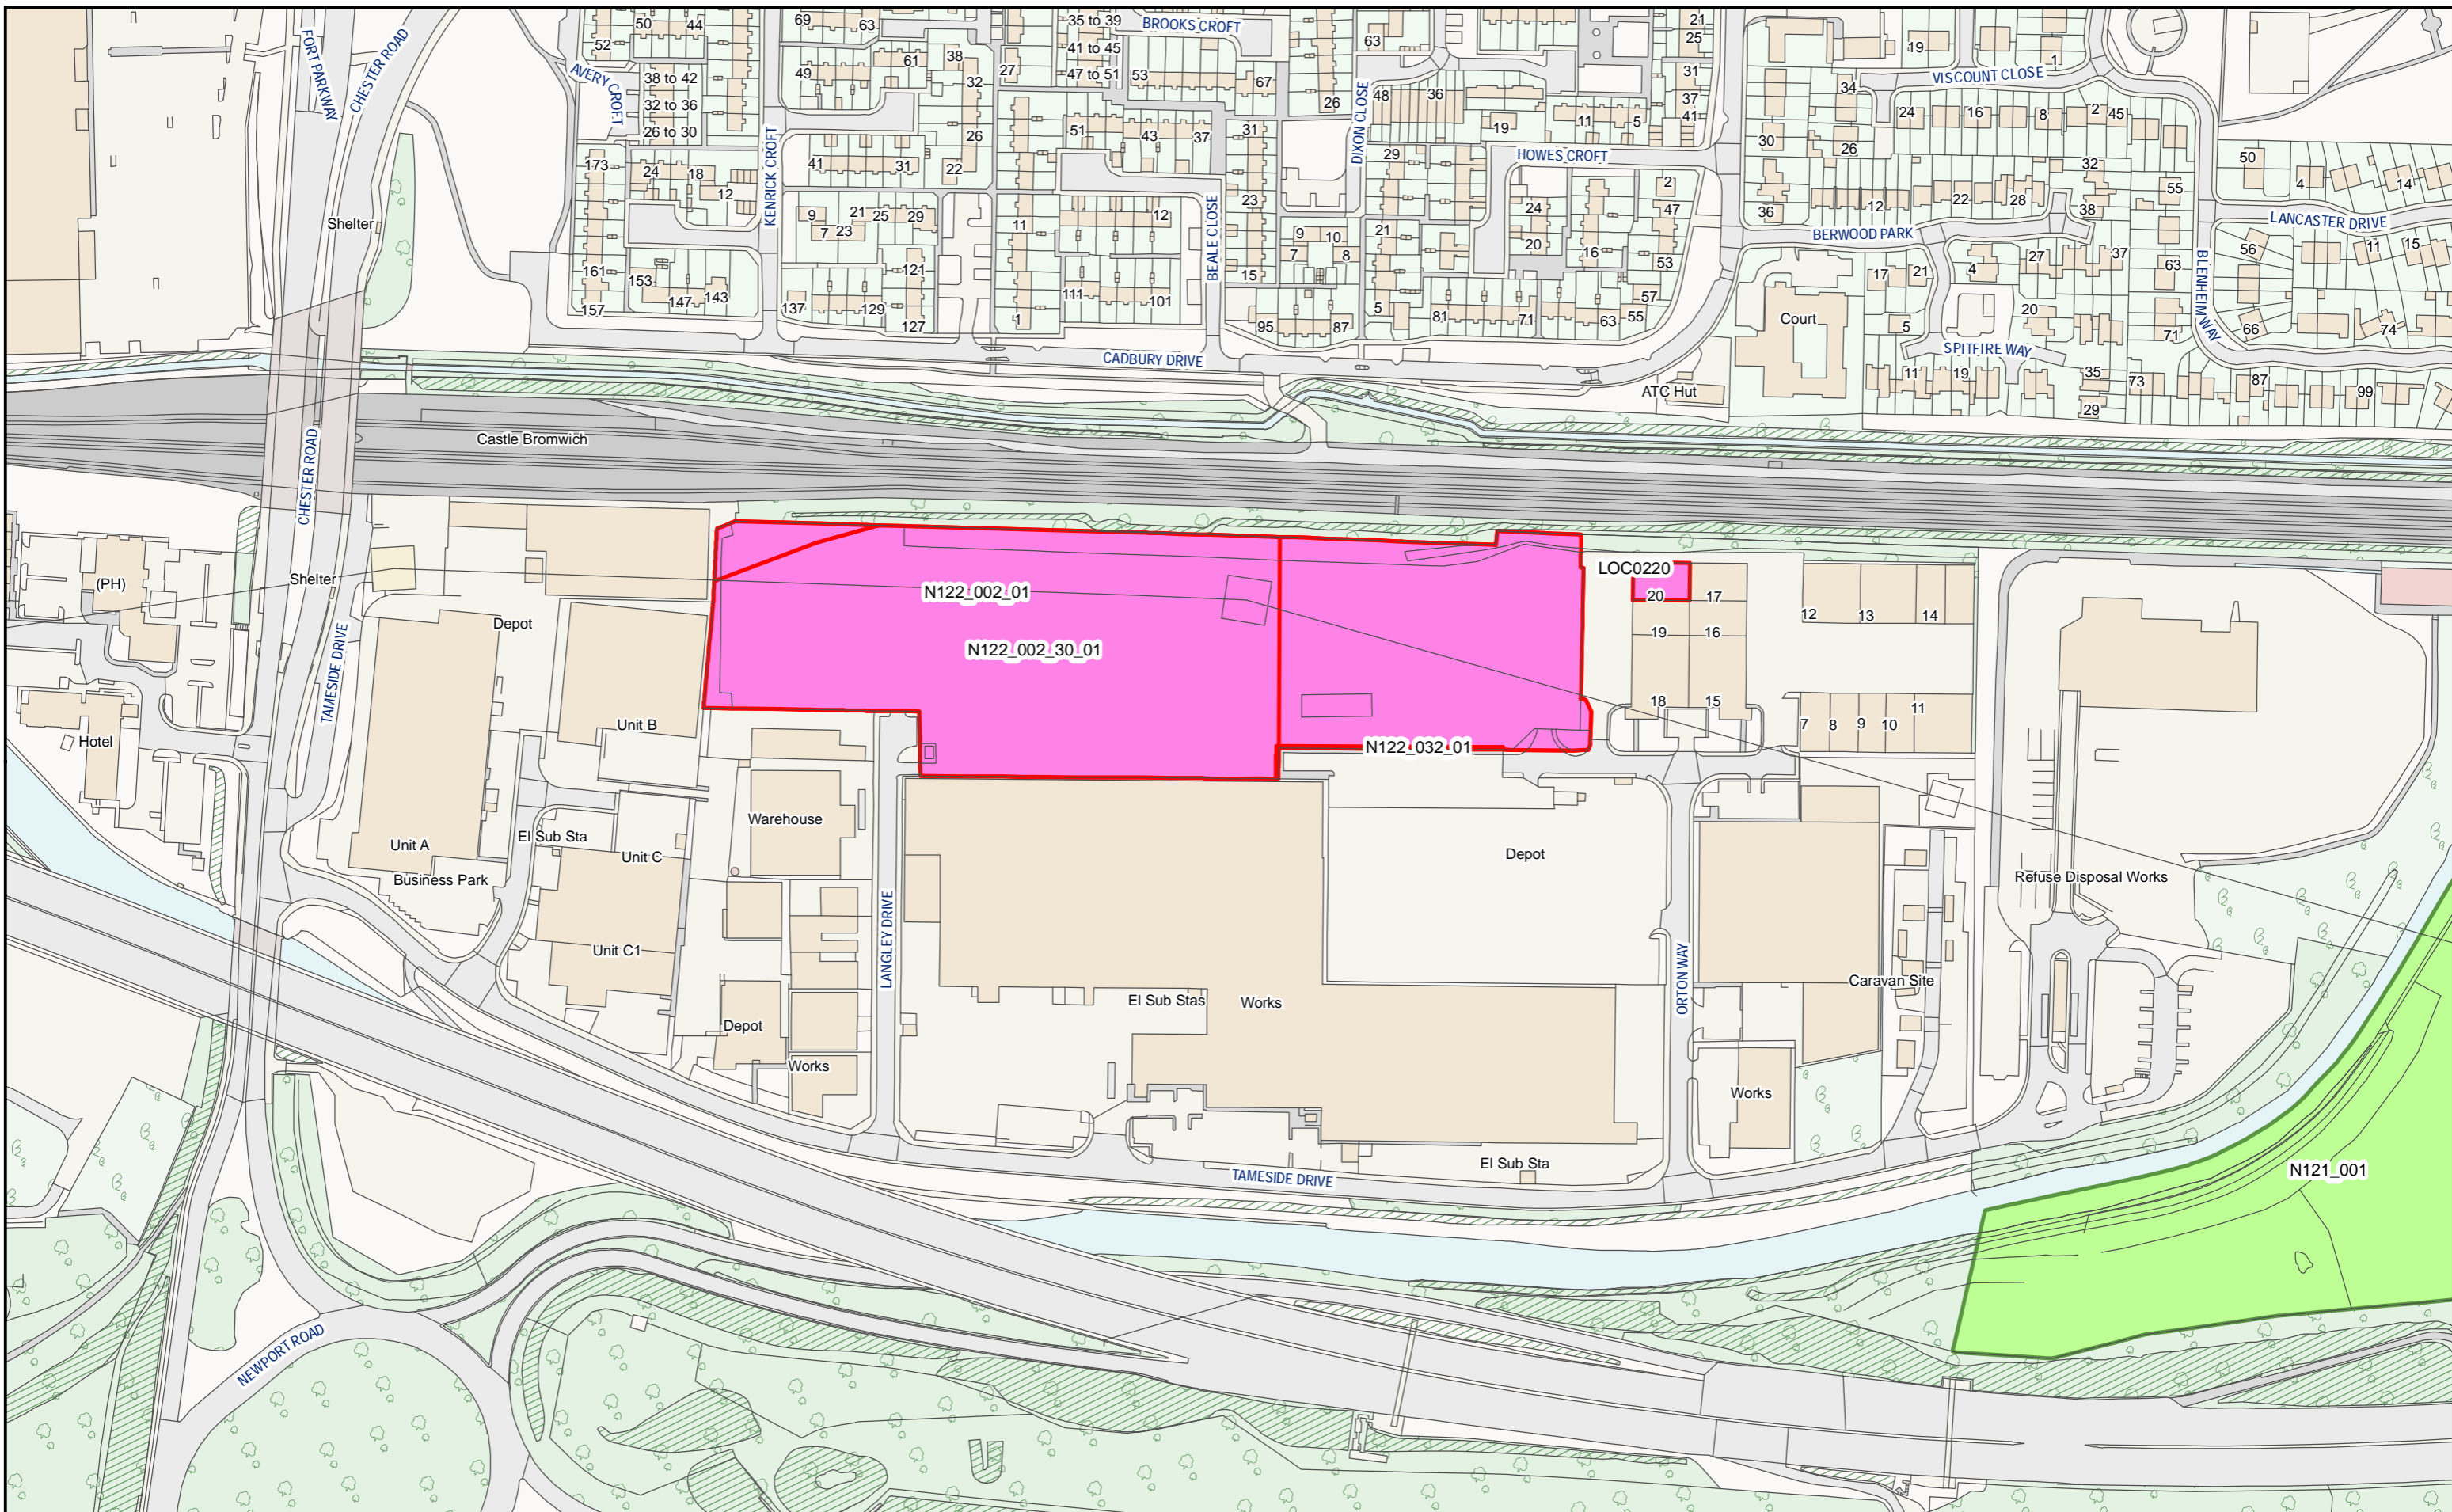 FORT PARKWAY
CHESTER ROAD
50
44
52
AVERY CROFT
38 to 42
32 to 36
26 to 30
69
63
49
61
38
32
26
27
35 to 39
41 to 45
47 to 51
BROOKS CROFT
53
67
63
26
DIXON CLOSE
48
36
19
11
5
21
25
31
37
41
19
1
VISCOUNT CLOSE
34
24
16
8
2
45
30
26
173
24
18
12
KENRICK CROFT
41
31
22
51
43
37
31
29
HOWES CROFT
2
32
50
4
14
55
Shelter
9
7
21
23
25
29
11
12
BEALE CLOSE
23
9
10
7
8
21
24
20
16
47
53
36
12
22
28
38
BERWOOD PARK
LANCASTER DRIVE
56
11
15
BLENHEIM WAY
161
153
147
143
157
121
137
129
127
1
111
101
15
95
87
5
81
71
63
55
57
Court
17
21
4
27
37
63
5
20
71
66
74
SPITFIRE WAY
CADBURY DRIVE
ATC Hut
11
19
35
29
73
87
99
Castle Bromwich
CHESTER ROAD
(PH)
Shelter
Depot
TAMESIDE DRIVE
N122_002_01
N122_002_30_01
LOC0220
20
17
19
16
18
15
12
13
14
7
8
9
10
11
Unit B
Hotel
N122_032_01
Warehouse
El Sub Sta
Unit A
Unit C
Business Park
Depot
Refuse Disposal Works
LANGLEY DRIVE
Unit C1
ORTON WAY
Caravan Site
El Sub Stas
Works
Depot
Works
Works
El Sub Sta
TAMESIDE DRIVE
N121_001
NEWPORT ROAD